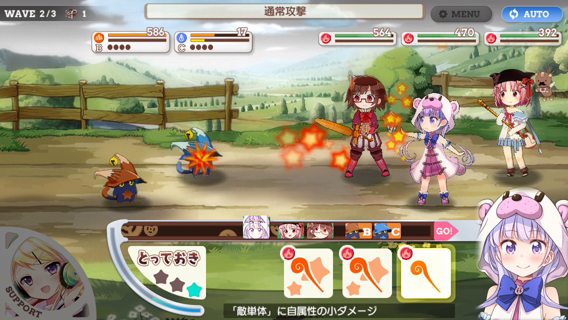 WAVE 2/3 1
通常攻撃
MENU
AUTO
586
B
17
C
564
470
392
B
C
GO!
とっておき
SUPPORT
「敵単体」に自属性の小ダメージ